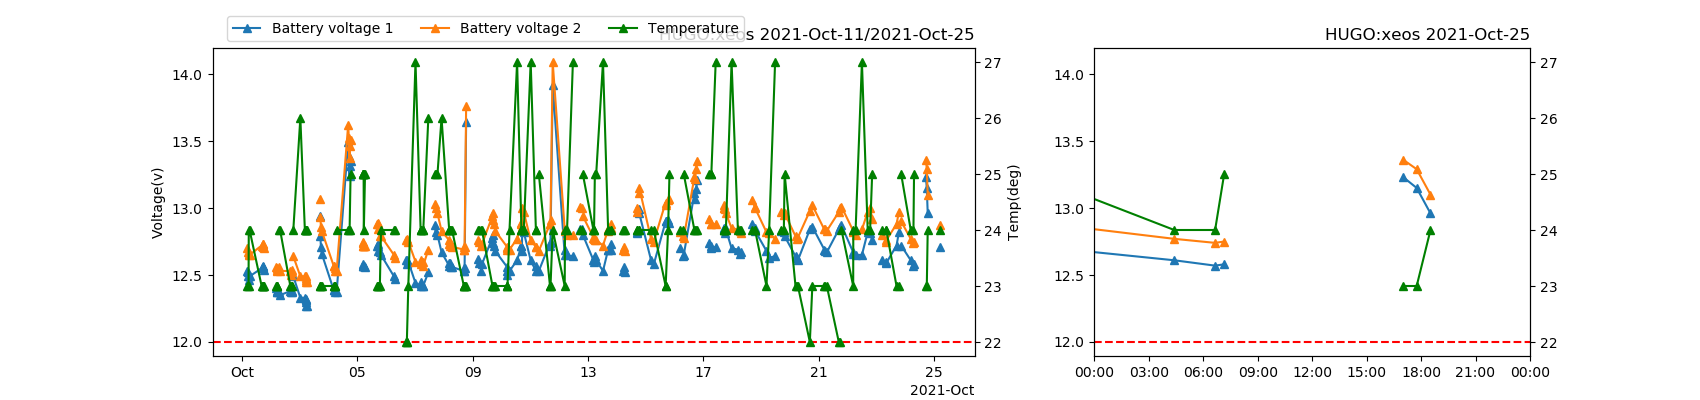 Battery voltage 1 Battery voltage 2 Temperature
HUGO:xeos 2021-Oct-11/2021-Oct-25
HUGO:xeos 2021-Oct-25
Voltage(v)
14.0
13.5
13.0
12.5
12.0
27
26
25
24
23
22
Temp(deg)
Oct 05 09 13 17 21 25
2021-Oct
14.0
13.5
13.0
12.5
12.0
27
26
25
24
23
22
00:00 03:00 06:00 09:00 12:00 15:00 18:00 21:00 00:00